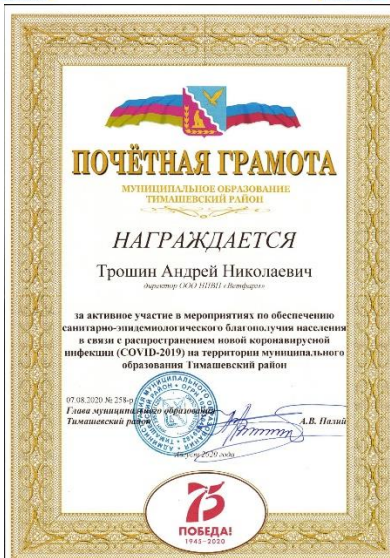 ПОЧЁТНАЯ ГРАМОТА
МУНИЦИПАЛЬНОЕ ОБРАЗОВАНИЕ
ТИМАШЕВСКИЙ РАЙОН
НАГРАЖДАЕТСЯ
Трошин Андрей Николаевич
директор ООО НПВП «Ветфарм»
за активное участие в мероприятиях по обеспечению
санитарно-эпидемиологического благополучия населения
в связи с распространением новой коронавирусной
инфекции (COVID-2019) на территории муниципального
образования Тимашевский район
07.08.2020 № 258-р
Глава муниципального образования
Тимашевский район
А.В. Палий
Август 2020 года
75
ПОБЕДА!
1945-2020